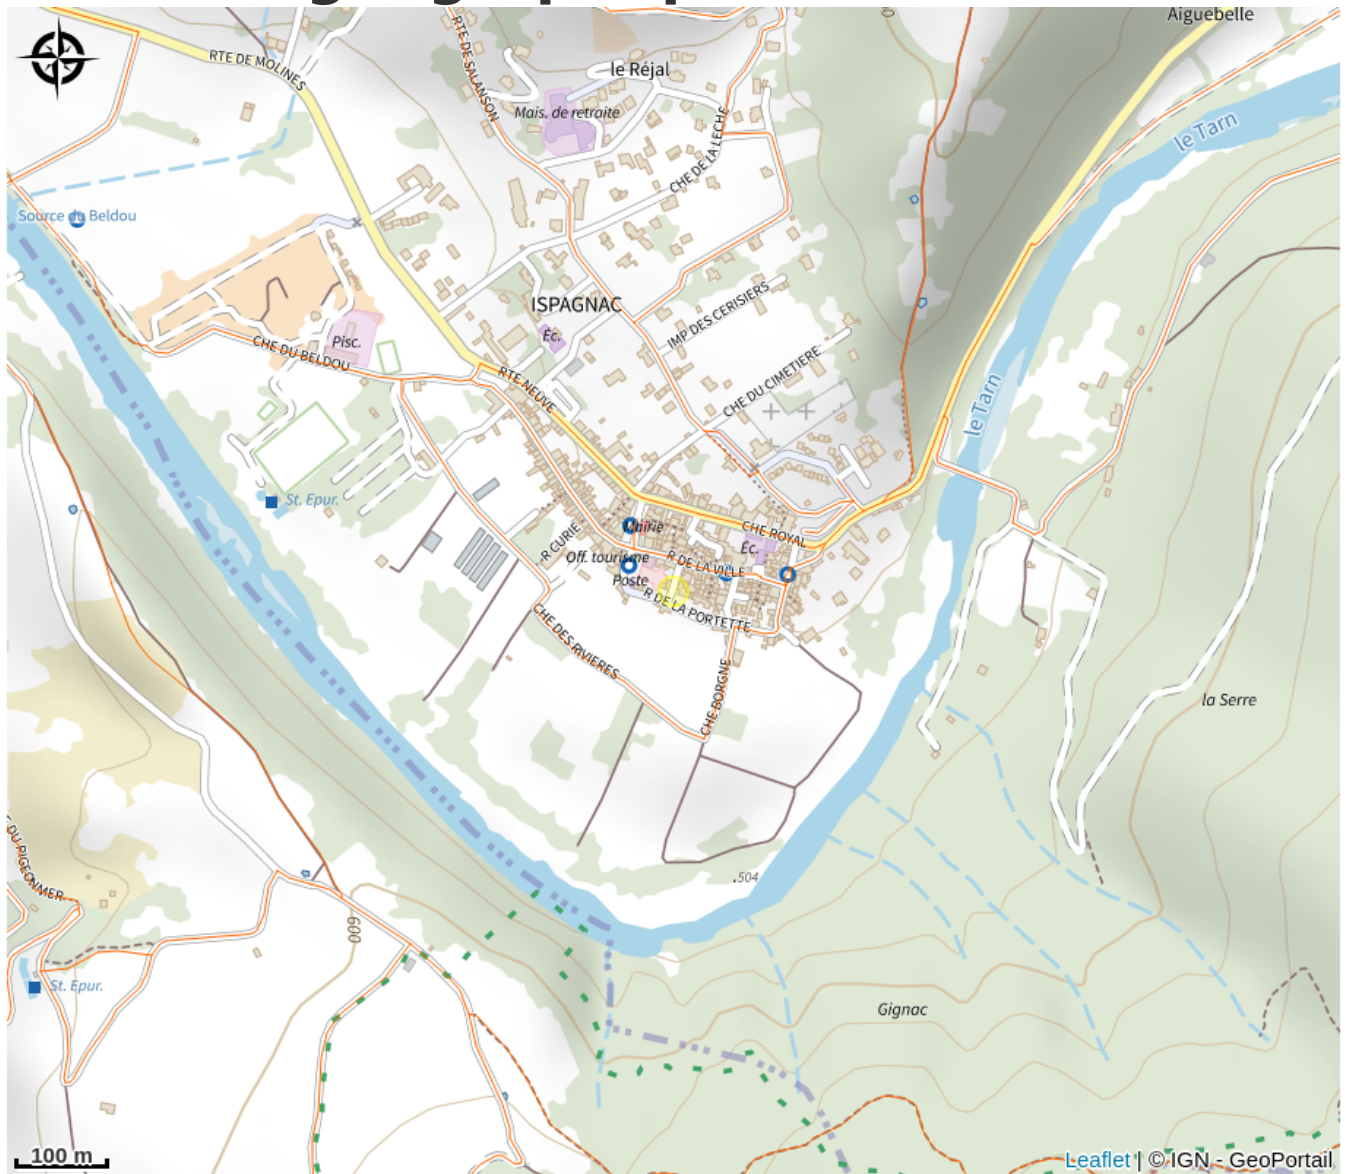 Aiguebelle
RTE DE MOLINES
RTE DE SALANSON
le Réjal
Mais. de retraite
CHE DE LA LECHE
le Tarn
Source du Beldou
ISPAGNAC
IMP DES CERISIERS
Pisc.
Éc.
CHE DU BELDOU
RTE NEUVE
CHE DU CIMETIERE
le Tarn
St. Epur.
Mairie
CHE ROYAL
R CURIE
Off. tourisme
R DE LA VILLE
Éc.
Poste
R DE LA PORTETTE
CHE DES RIVIERES
CHE BORGNE
la Serre
.504
600
St. Epur.
Gignac
100 m
Leaflet | © IGN - GeoPortail